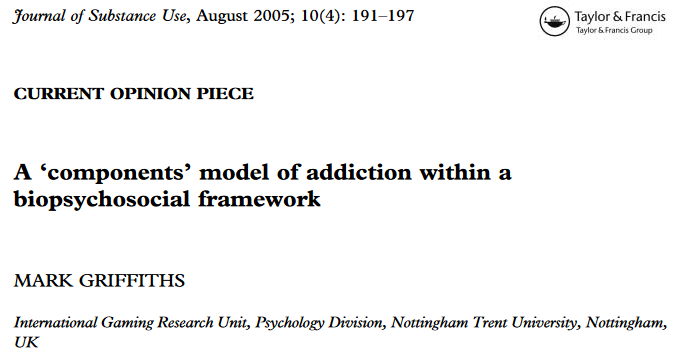 Journal of Substance Use, August 2005; 10(4): 191–197
Taylor & Francis
Taylor & Francis Group
CURRENT OPINION PIECE
A ‘components’ model of addiction within a
biopsychosocial framework
MARK GRIFFITHS
International Gaming Research Unit, Psychology Division, Nottingham Trent University, Nottingham,
UK